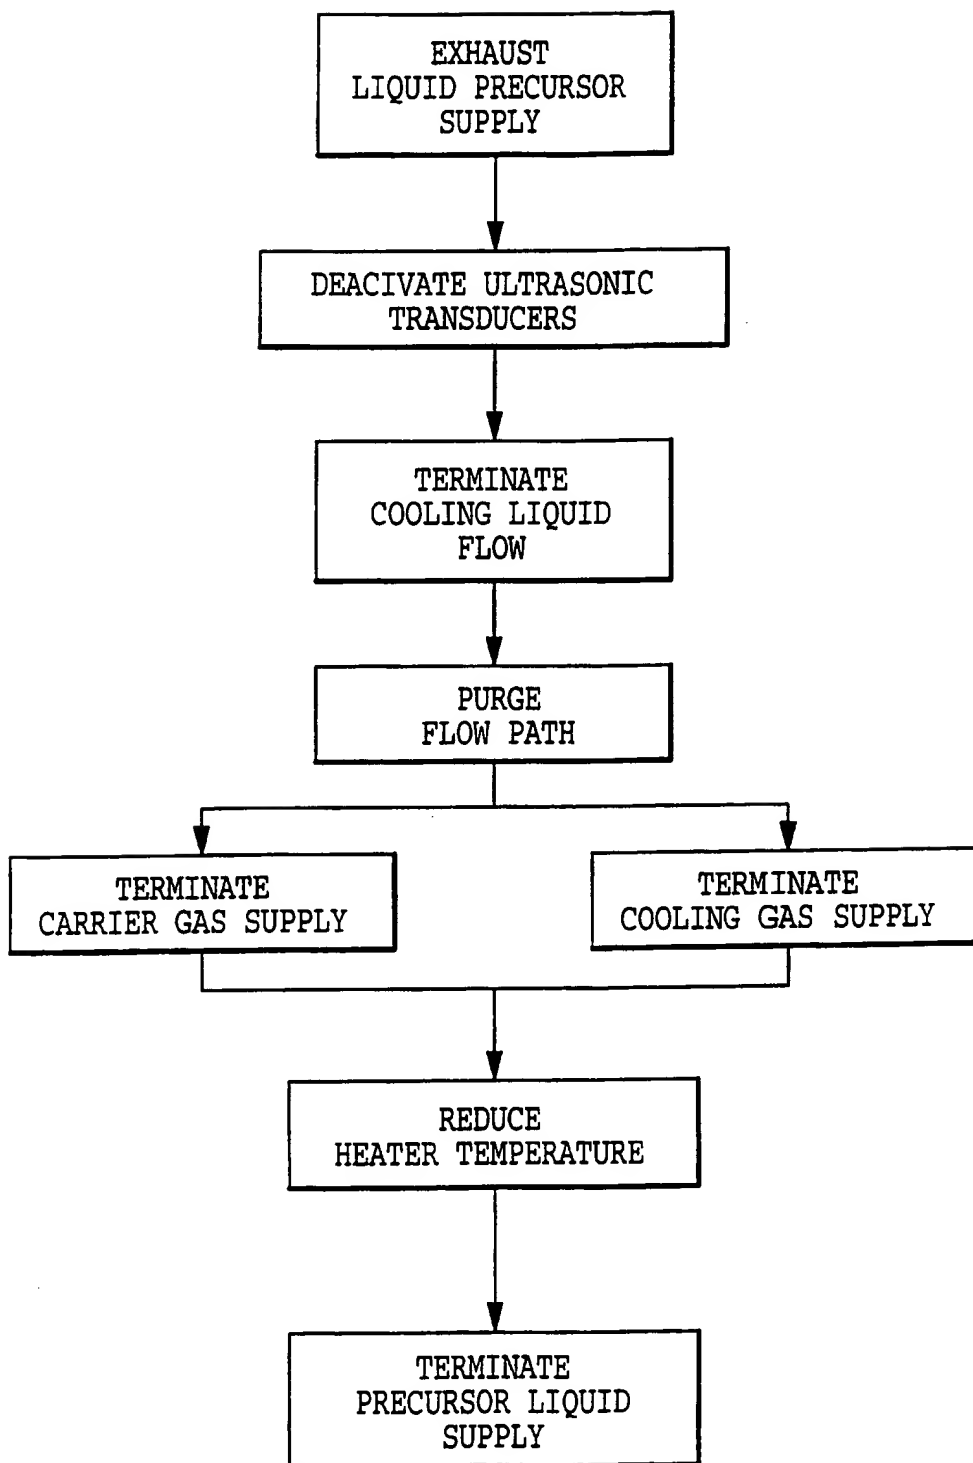 EXHAUST
LIQUID PRECURSOR
SUPPLY
DEACIVATE ULTRASONIC
TRANSDUCERS
TERMINATE
COOLING LIQUID
FLOW
PURGE
FLOW PATH
TERMINATE
CARRIER GAS SUPPLY
TERMINATE
COOLING GAS SUPPLY
REDUCE
HEATER TEMPERATURE
TERMINATE
PRECURSOR LIQUID
SUPPLY